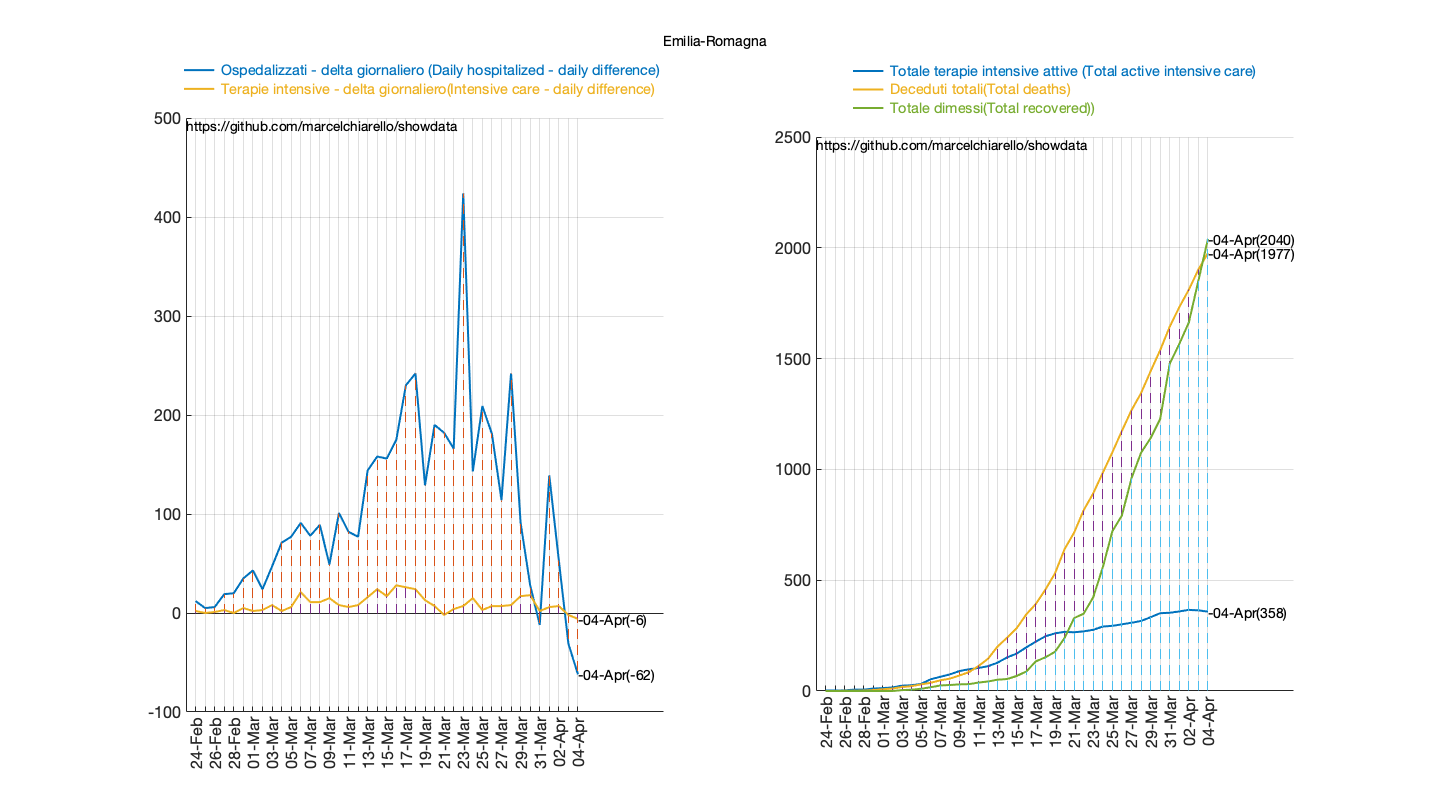 Emilia-Romagna
Ospedalizzati - delta giornaliero (Daily hospitalized - daily difference)
Terapie intensive - delta giornaliero(Intensive care - daily difference)
https://github.com/marcelchiarello/showdata
500
400
300
200
100
0
-100
-04-Apr(-6)
-04-Apr(-62)
24-Feb
26-Feb
28-Feb
01-Mar
03-Mar
05-Mar
07-Mar
09-Mar
11-Mar
13-Mar
15-Mar
17-Mar
19-Mar
21-Mar
23-Mar
25-Mar
27-Mar
29-Mar
31-Mar
02-Apr
04-Apr
Totale terapie intensive attive (Total active intensive care)
Deceduti totali(Total deaths)
Totale dimessi(Total recovered))
https://github.com/marcelchiarello/showdata
2500
2000
1500
1000
500
0
-04-Apr(2040)
-04-Apr(1977)
-04-Apr(358)
24-Feb
26-Feb
28-Feb
01-Mar
03-Mar
05-Mar
07-Mar
09-Mar
11-Mar
13-Mar
15-Mar
17-Mar
19-Mar
21-Mar
23-Mar
25-Mar
27-Mar
29-Mar
31-Mar
02-Apr
04-Apr